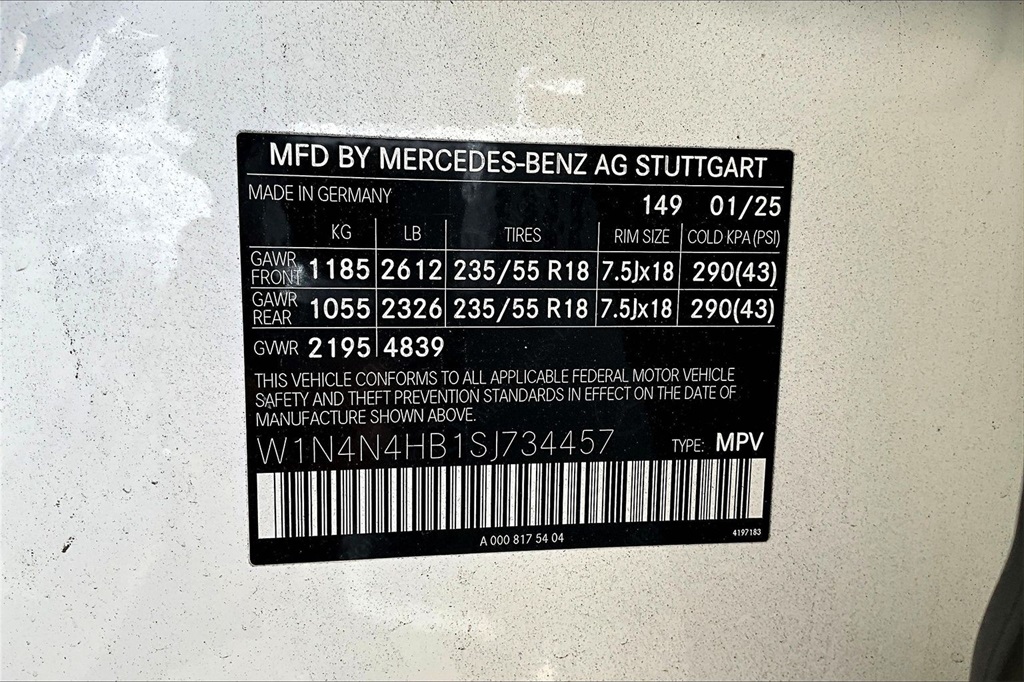 MFD BY MERCEDES-BENZ AG STUTTGART
MADE IN GERMANY
149 01/25
KG LB TIRES RIM SIZE COLD KPA(PSI)
GAWR FRONT 1185 2612 235/55 R18 7.5Jx18 290(43)
GAWR REAR 1055 2326 235/55 R18 7.5Jx18 290(43)
GVWR 2195 4839
THIS VEHICLE CONFORMS TO ALL APPLICABLE FEDERAL MOTOR VEHICLE
SAFETY AND THEFT PREVENTION STANDARDS IN EFFECT ON THE DATE OF
MANUFACTURE SHOWN ABOVE.
W1N4N4HB1SJ734457 TYPE: MPV
A 000 817 54 04 4197183